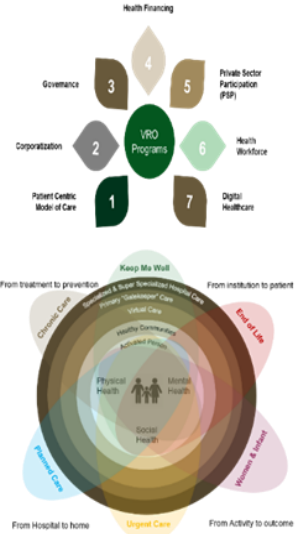 Health Financing
4
Governance
3
5
Private Sector
Participation
(PSP)
VRO
Programs
Corporatization
2
6
Health
Workforce
Patient Centric
Model of Care
1
7
Digital
Healthcare
Keep Me Well
From treatment to prevention
From institution to patient
Specialized & Super Specialized Hospital Care
Primary "Gatekeeper" Care
Virtual Care
Healthy Communities
Activated Person
Chronic Care
End of Life
Physical
Health
Mental
Health
Social
Health
Planned Care
Women & Infant
Urgent Care
From Hospital to home
From Activity to outcome